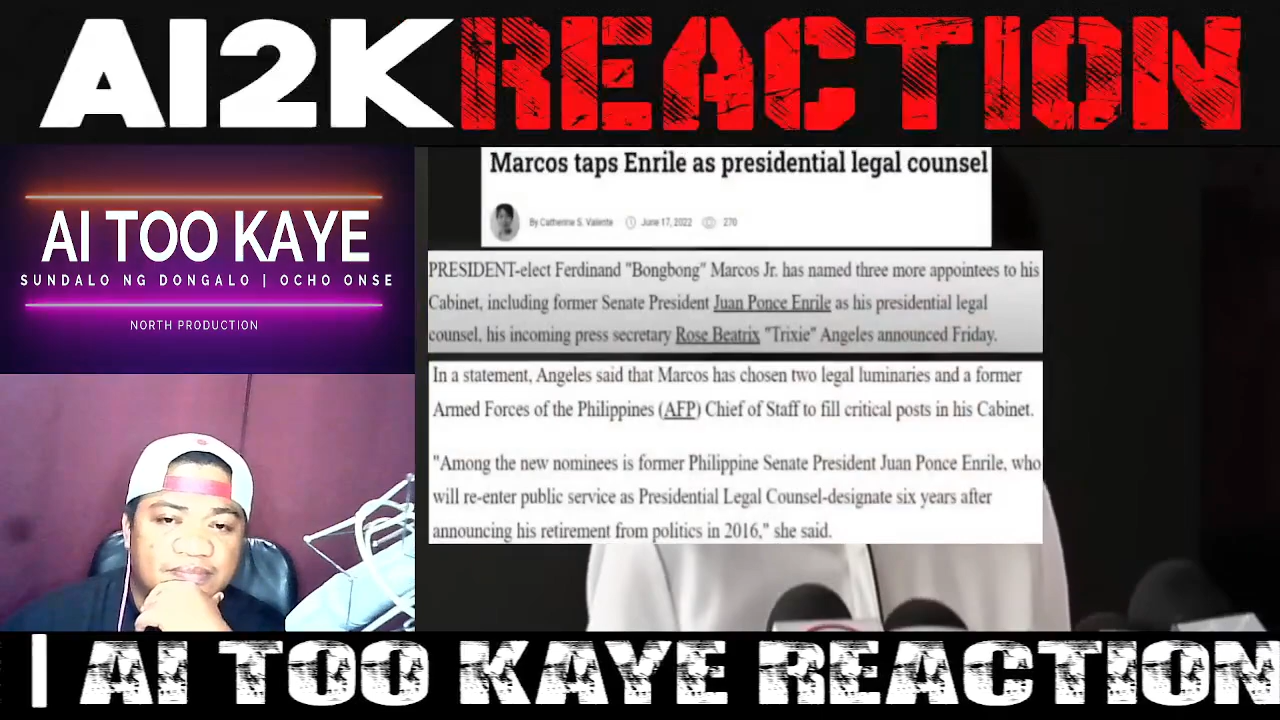 AI2KREACTION
AI TOO KAYE
SUNDALO NG DONGALO | OCHO ONSE
NORTH PRODUCTION
Marcos taps Enrile as presidential legal counsel
By Catherine S. Valente June 17, 2022 270
PRESIDENT-elect Ferdinand "Bongbong" Marcos Jr. has named three more appointees to his
Cabinet, including former Senate President Juan Ponce Enrile as his presidential legal
counsel, his incoming press secretary Rose Beatrix "Trixie" Angeles announced Friday.
In a statement, Angeles said that Marcos has chosen two legal luminaries and a former
Armed Forces of the Philippines (AFP) Chief of Staff to fill critical posts in his Cabinet.
"Among the new nominees is former Philippine Senate President Juan Ponce Enrile, who
will re-enter public service as Presidential Legal Counsel-designate six years after
announcing his retirement from politics in 2016," she said.
| AI TOO KAYE REACTION